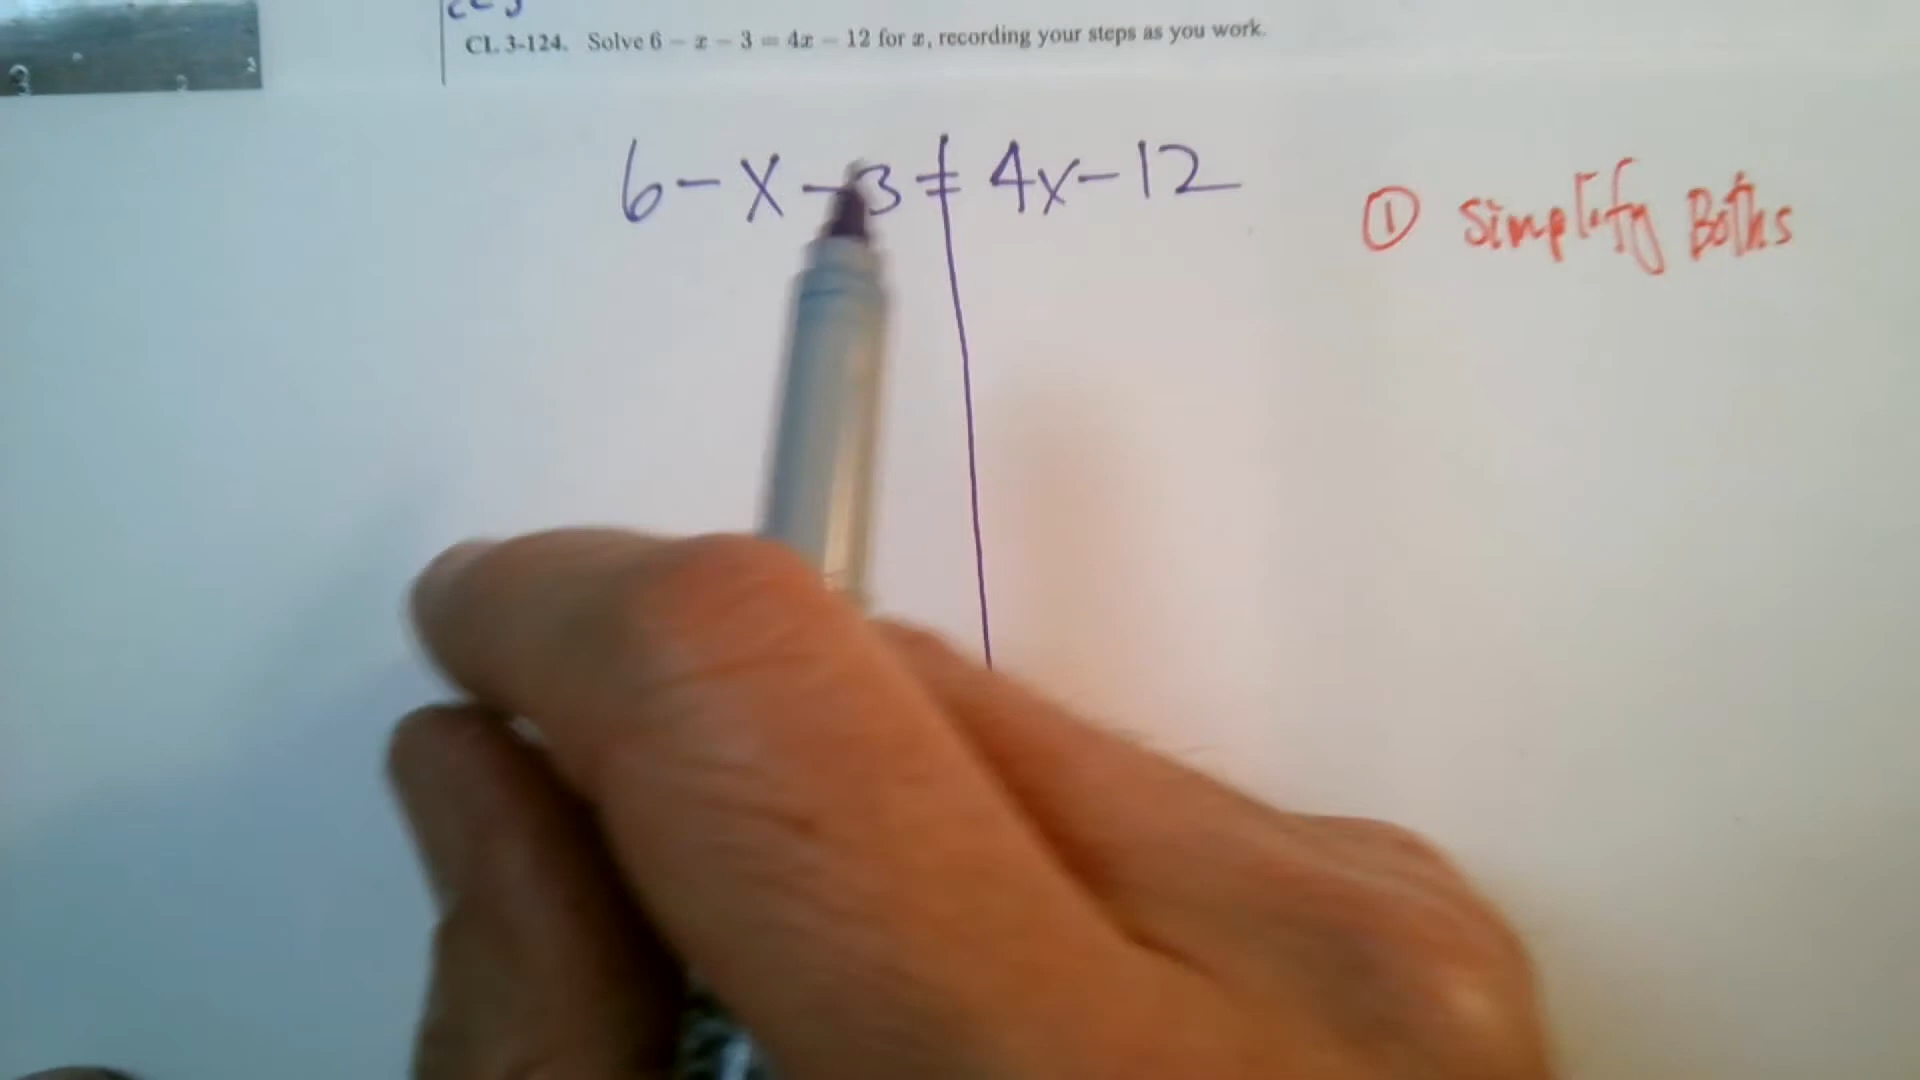 CL 3-124. Solve 6 − x − 3 = 4x − 12 for x, recording your steps as you work.
6 - x - 3 = 4x - 12
① Simplify Boths